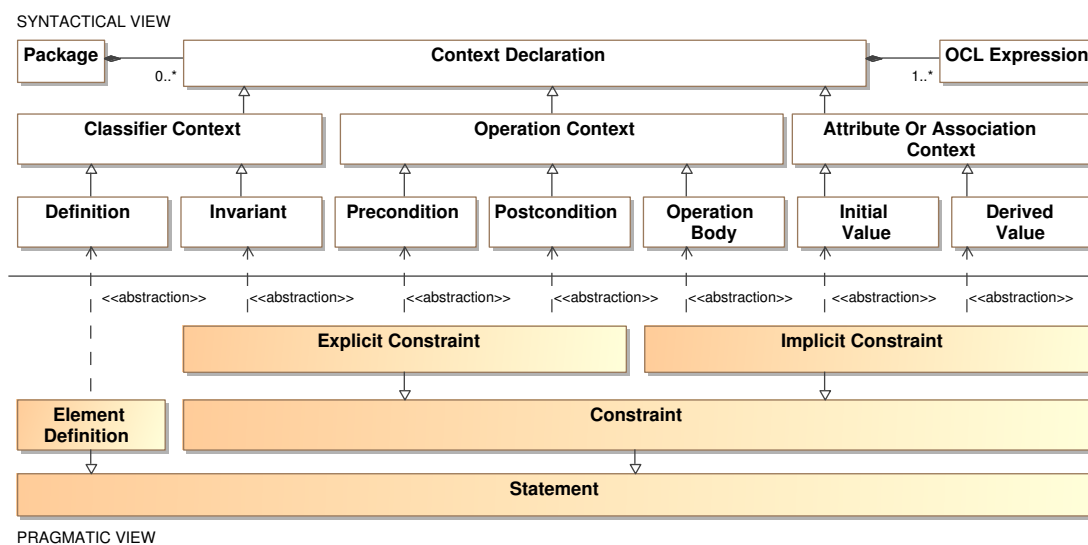 SYNTACTICAL VIEW
Package
Context Declaration
OCL Expression
0..*
1..*
Classifier Context
Operation Context
Attribute Or Association
Context
Definition
Invariant
Precondition
Postcondition
Operation
Body
Initial
Value
Derived
Value
<<abstraction>>
<<abstraction>>
<<abstraction>>
<<abstraction>>
<<abstraction>>
<<abstraction>>
<<abstraction>>
Explicit Constraint
Implicit Constraint
Element
Definition
Constraint
Statement
PRAGMATIC VIEW